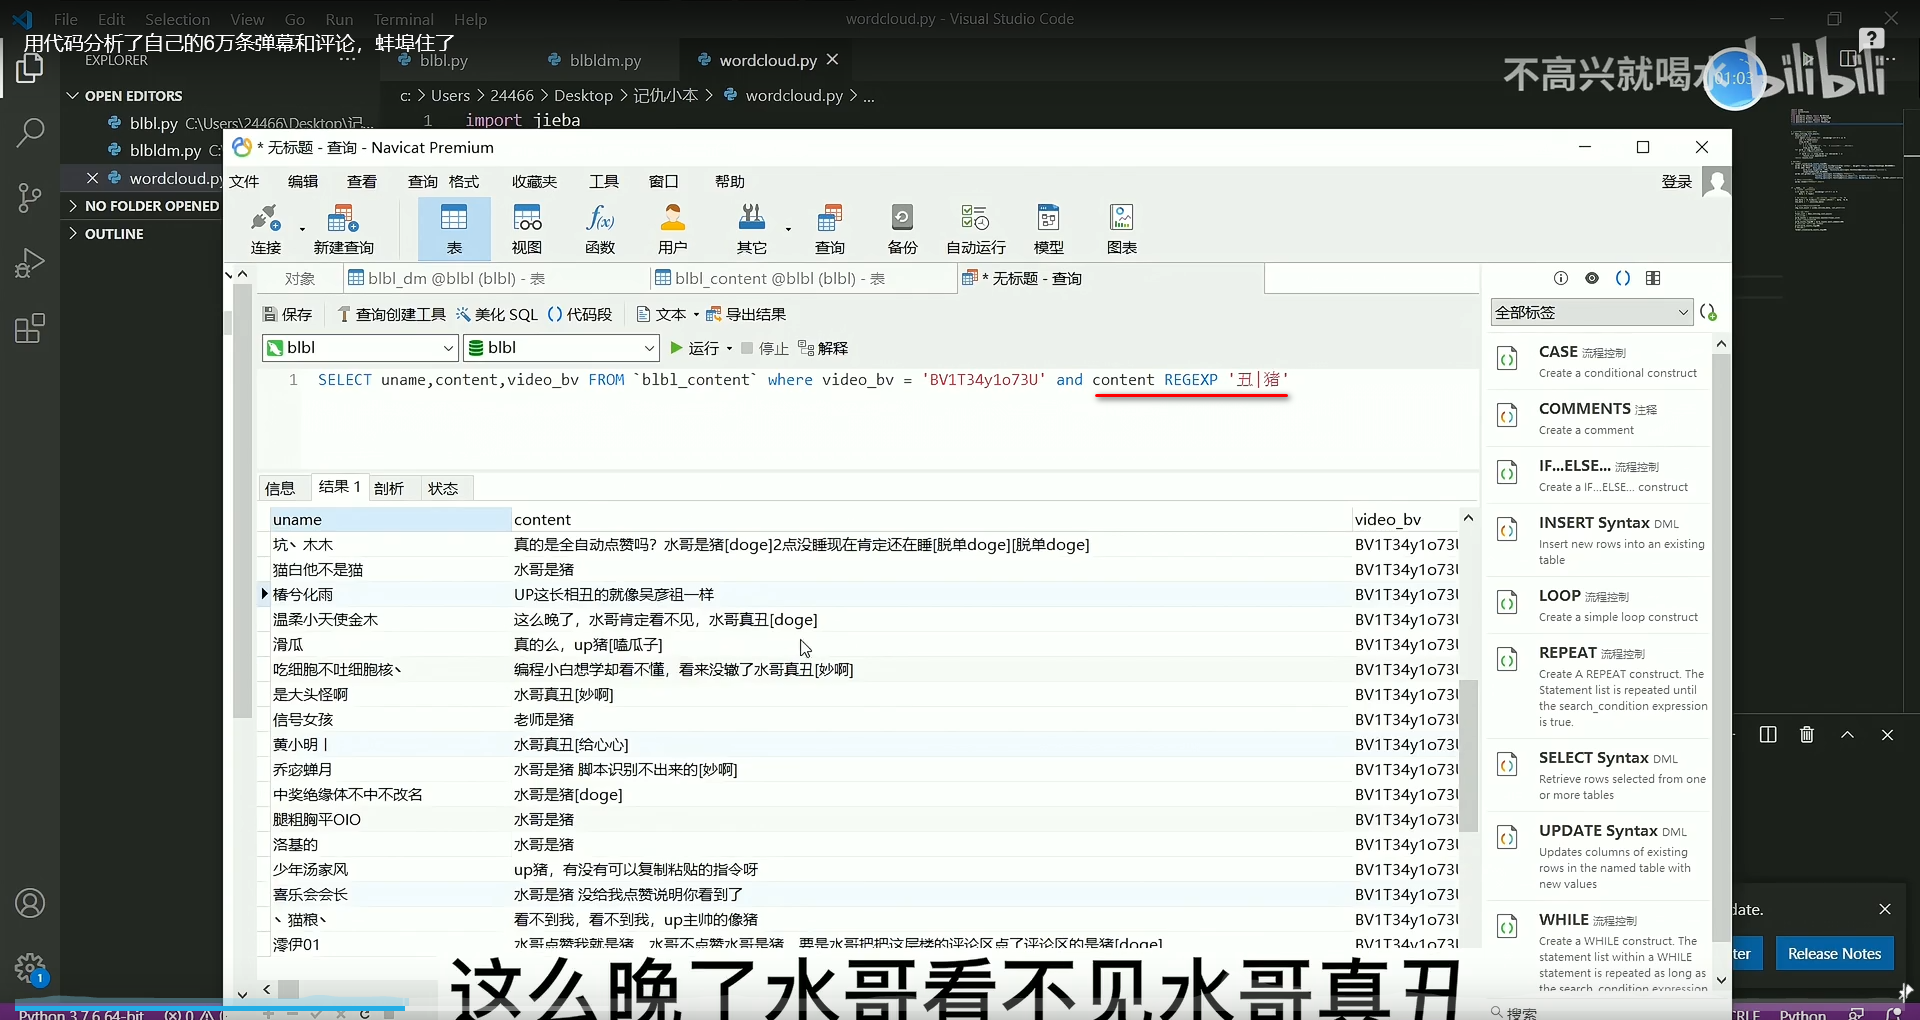 File Edit Selection View Go Run Terminal Help
wordcloud.py - Visual Studio Code
用代码分析了自己的6万条弹幕和评论，蚌埠住了
EXPLORER
blbl.py
blbldm.py
wordcloud.py
不高兴就喝水
bilibili
01:03
OPEN EDITORS
c: > Users > 24466 > Desktop > 记仇小本 > wordcloud.py > ...
blbl.py C:\Users\24466\Desktop\记...
1 import jieba
blbldm.py
wordcloud.py
NO FOLDER OPENED
OUTLINE
* 无标题 - 查询 - Navicat Premium
文件 编辑 查看 查询 格式 收藏夹 工具 窗口 帮助
登录
连接 新建查询 表 视图 函数 用户 其它 查询 备份 自动运行 模型 图表
对象
blbl_dm @blbl (blbl) - 表
blbl_content @blbl (blbl) - 表
* 无标题 - 查询
保存 查询创建工具 美化 SQL () 代码段 文本 导出结果
全部标签
blbl blbl 运行 停止 解释
1 SELECT uname,content,video_bv FROM `blbl_content` where video_bv = 'BV1T34y1o73U' and content REGEXP '丑|猪'
信息 结果 1 剖析 状态
uname content video_bv
坑丶木木 真的是全自动点赞吗？水哥是猪[doge]2点没睡现在肯定还在睡[脱单doge][脱单doge] BV1T34y1o73U
猫白他不是猫 水哥是猪 BV1T34y1o73U
椿兮化雨 UP这长相丑的就像吴彦祖一样 BV1T34y1o73U
温柔小天使金木 这么晚了，水哥肯定看不见，水哥真丑[doge] BV1T34y1o73U
滑瓜 真的么，up猪[嗑瓜子] BV1T34y1o73U
吃细胞不吐细胞核丶 编程小白想学却看不懂，看来没辙了水哥真丑[妙啊] BV1T34y1o73U
是大头怪啊 水哥真丑[妙啊] BV1T34y1o73U
信号女孩 老师是猪 BV1T34y1o73U
黄小明丨 水哥真丑[给心心] BV1T34y1o73U
乔宓蝉月 水哥是猪 脚本识别不出来的[妙啊] BV1T34y1o73U
中奖绝缘体不中不改名 水哥是猪[doge] BV1T34y1o73U
腿粗胸平OIO 水哥是猪 BV1T34y1o73U
洛基的 水哥是猪 BV1T34y1o73U
少年汤家风 up猪，有没有可以复制粘贴的指令呀 BV1T34y1o73U
喜乐会会长 水哥是猪 没给我点赞说明你看到了 BV1T34y1o73U
丶猫粮丶 看不到我，看不到我，up主帅的像猪 BV1T34y1o73U
澪伊01 水哥点赞我就是猪，水哥不点赞水哥是猪，要是水哥把把这层楼的评论区点了评论区的是猪[doge]
CASE 流程控制
Create a conditional construct
COMMENTS 注释
Create a comment
IF...ELSE... 流程控制
Create a IF...ELSE... construct
INSERT Syntax DML
Insert new rows into an existing
table
LOOP 流程控制
Create a simple loop construct
REPEAT 流程控制
Create A REPEAT construct. The
Statement list is repeated until
the search_condition expression
is true.
SELECT Syntax DML
Retrieve rows selected from one
or more tables
UPDATE Syntax DML
Updates columns of existing
rows in the named table with
new values
WHILE 流程控制
Create a WHILE construct. The
statement list within a WHILE
statement is repeated as long as
the search_condition expression
搜索
date.
Release Notes
这么晚了水哥看不见水哥真丑
1
Python 3.7.6 64-bit
0
CRLF Python